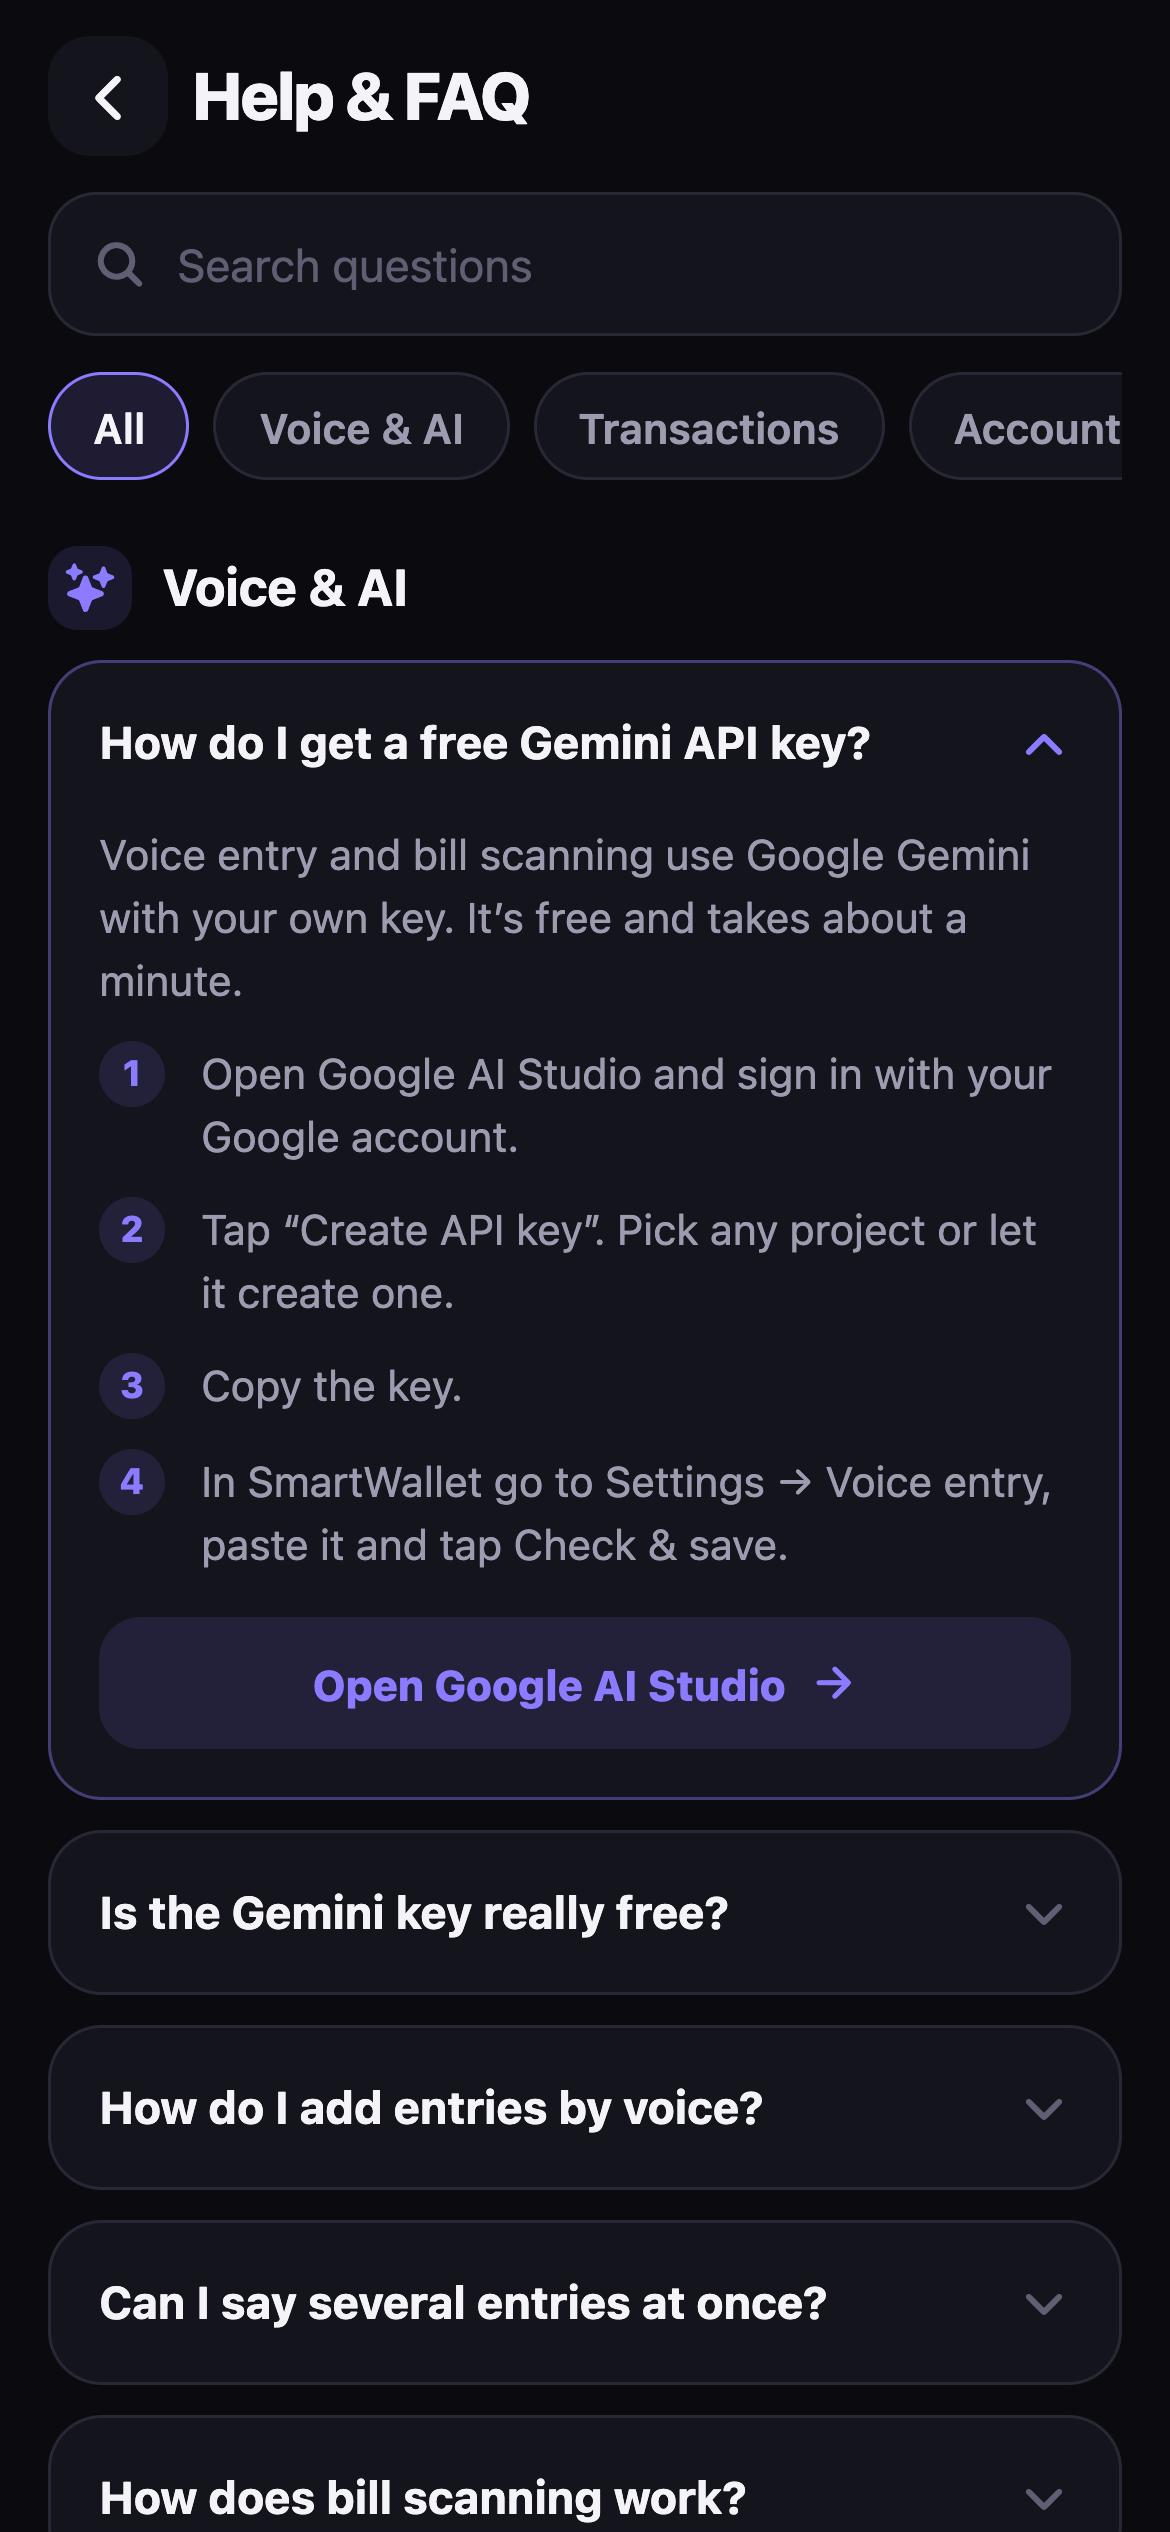 Help & FAQ
Search questions
All
Voice & AI
Transactions
Account
Voice & AI
How do I get a free Gemini API key?
Voice entry and bill scanning use Google Gemini
with your own key. It’s free and takes about a
minute.
1 Open Google AI Studio and sign in with your
Google account.
2 Tap “Create API key”. Pick any project or let
it create one.
3 Copy the key.
4 In SmartWallet go to Settings → Voice entry,
paste it and tap Check & save.
Open Google AI Studio →
Is the Gemini key really free?
How do I add entries by voice?
Can I say several entries at once?
How does bill scanning work?